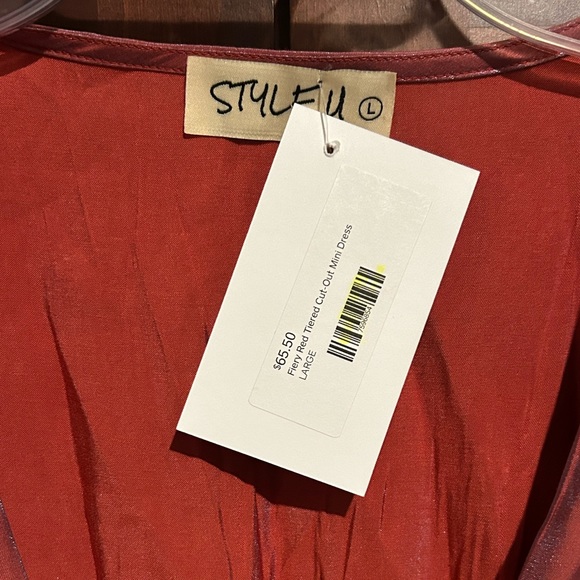 STYLE U L
$65.50
Fiery Red Tiered Cut-Out Mini Dress
LARGE